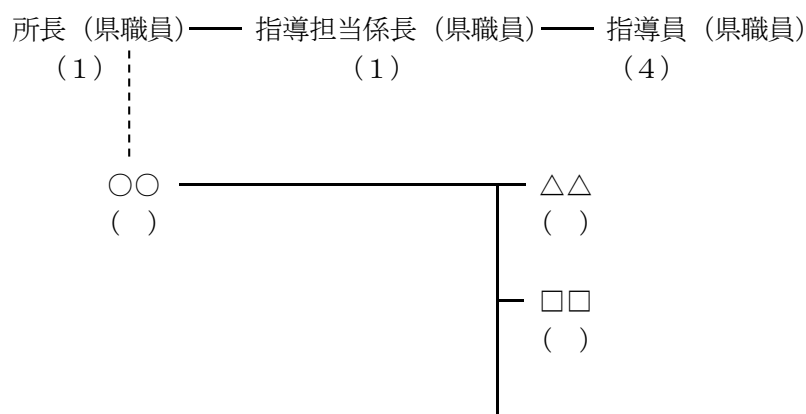 所長（県職員） 指導担当係長（県職員） 指導員（県職員）
（１） （１） （４）
○○ △△
（ ） （ ）
□□
（ ）